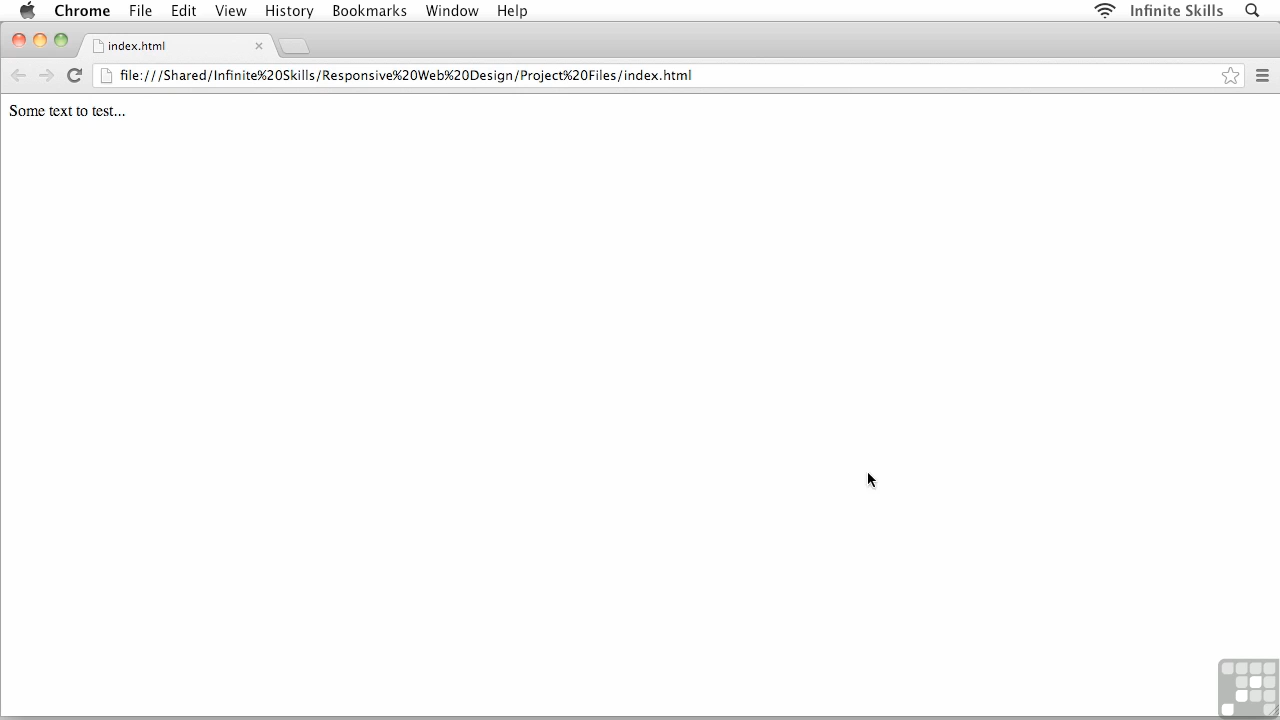 Chrome File Edit View History Bookmarks Window Help Infinite Skills
index.html
file:///Shared/Infinite%20Skills/Responsive%20Web%20Design/Project%20Files/index.html
Some text to test...